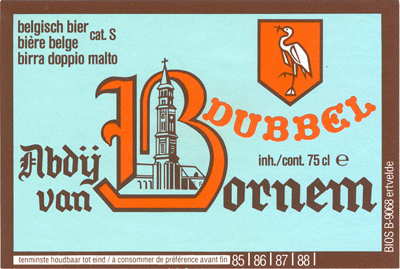 belgisch bier
bière belge cat. S
birra doppio malto
DUBBEL
Abdij
van Bornem
inh./cont. 75 cl e
BIOS B-9068 ertvelde
terminste houdbaar tot eind / à consommer de préférence avant fin 85 | 86 | 87 | 88 |